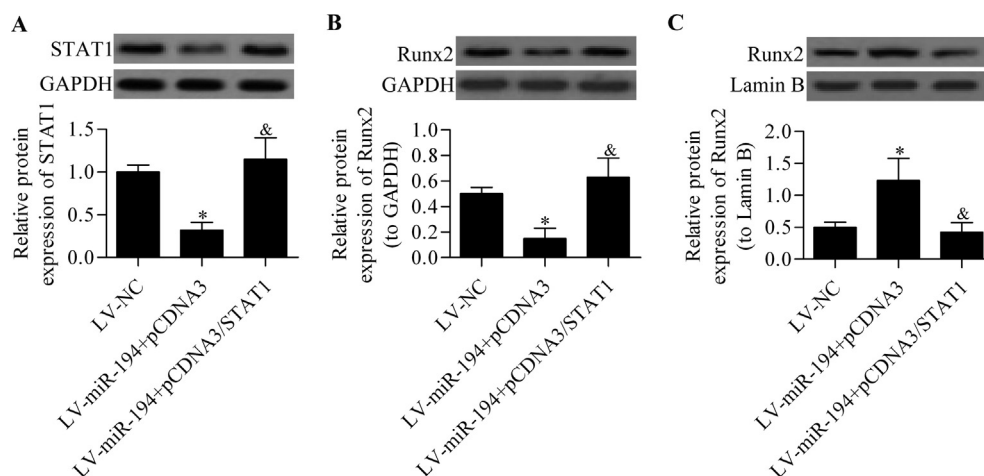 A
STAT1
GAPDH
Relative protein
expression of STAT1
1.5
1.0
0.5
0.0
*
&
LV-NC
LV-miR-194+pCDNA3
LV-miR-194+pCDNA3/STAT1
B
Runx2
GAPDH
Relative protein
expression of Runx2
(to GAPDH)
1.0
0.8
0.6
0.4
0.2
0.0
*
&
LV-NC
LV-miR-194+pCDNA3
LV-miR-194+pCDNA3/STAT1
C
Runx2
Lamin B
Relative protein
expression of Runx2
(to Lamin B)
2.0
1.5
1.0
0.5
0.0
*
&
LV-NC
LV-miR-194+pCDNA3
LV-miR-194+pCDNA3/STAT1